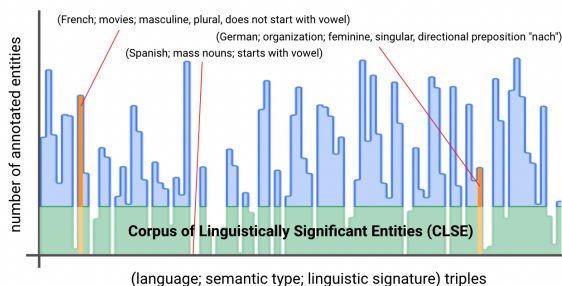 (French; movies; masculine, plural, does not start with vowel)
(German; organization; feminine, singular, directional preposition "nach")
(Spanish; mass nouns; starts with vowel)
number of annotated entities
Corpus of Linguistically Significant Entities (CLSE)
(language; semantic type; linguistic signature) triples